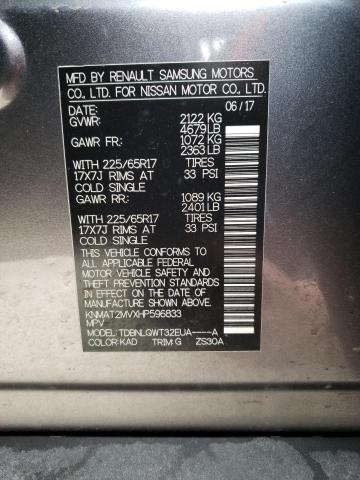 MFD BY RENAULT SAMSUNG MOTORS
CO., LTD. FOR NISSAN MOTOR CO., LTD.
DATE: 06/17
GVWR: 2122 KG
4679 LB
GAWR FR: 1072 KG
2363 LB
WITH 225/65R17 TIRES
17X7J RIMS AT 33 PSI
COLD SINGLE
GAWR RR: 1089 KG
2401 LB
WITH 225/65R17 TIRES
17X7J RIMS AT 33 PSI
COLD SINGLE
THIS VEHICLE CONFORMS TO
ALL APPLICABLE FEDERAL
MOTOR VEHICLE SAFETY, BUMPER
AND THEFT PREVENTION
STANDARDS IN EFFECT ON THE
DATE OF MANUFACTURE SHOWN
ABOVE.
KNMAT2MVXHP596833
MPV
MODEL: TDBNLQWT32EUA----A
COLOR: KAD TRIM: G ZS30A